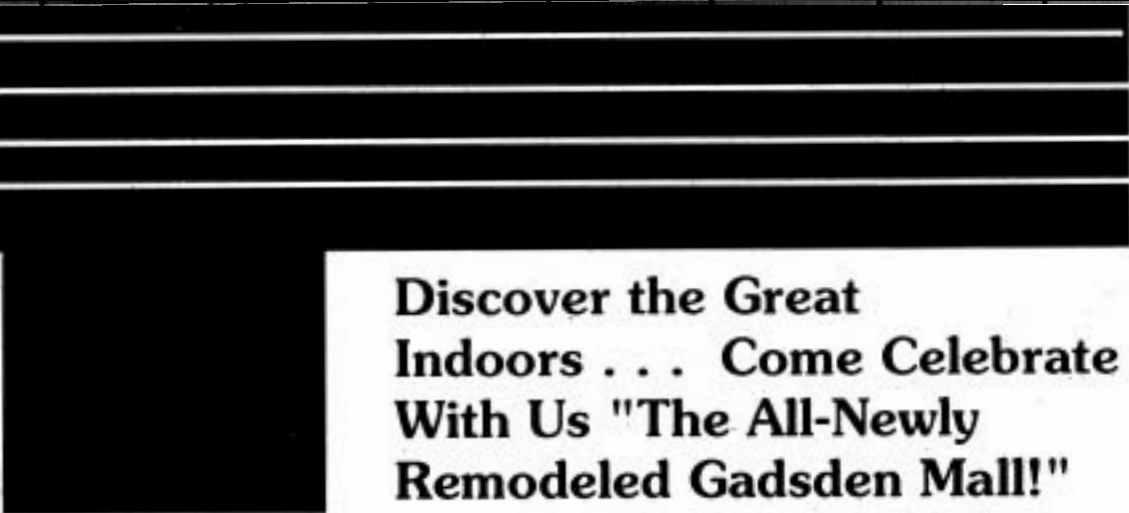 Discover the Great
Indoors . . . Come Celebrate
With Us "The All-Newly
Remodeled Gadsden Mall!"